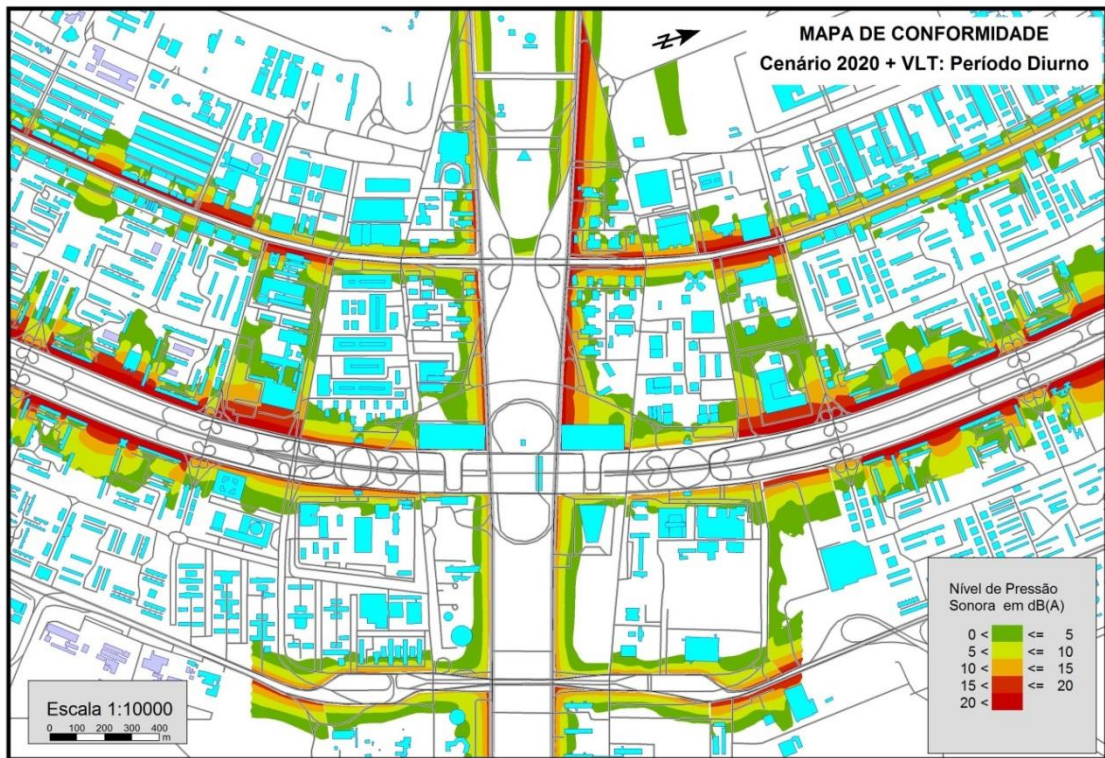 MAPA DE CONFORMIDADE
Cenário 2020 + VLT: Período Diurno
N
Nível de Pressão
Sonora em dB(A)
0 < <= 5
5 < <= 10
10 < <= 15
15 < <= 20
20 <
Escala 1:10000
0 100 200 300 400
m